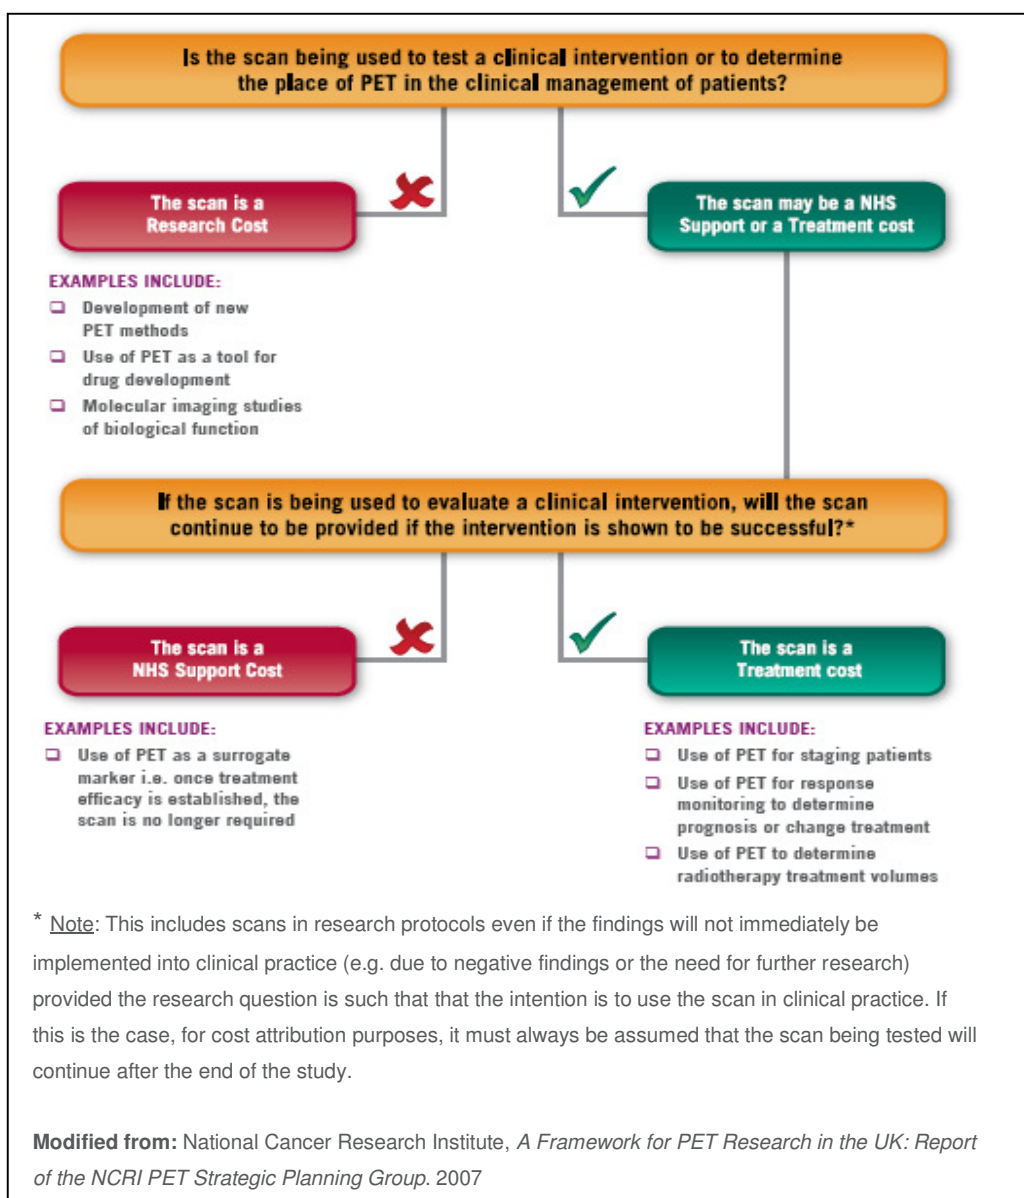 Is the scan being used to test a clinical intervention or to determine
the place of PET in the clinical management of patients?
The scan is a
Research Cost
The scan may be a NHS
Support or a Treatment cost
EXAMPLES INCLUDE:
Development of new
PET methods
Use of PET as a tool for
drug development
Molecular imaging studies
of biological function
If the scan is being used to evaluate a clinical intervention, will the scan
continue to be provided if the intervention is shown to be successful?*
The scan is a
NHS Support Cost
The scan is a
Treatment cost
EXAMPLES INCLUDE:
Use of PET as a surrogate
marker i.e. once treatment
efficacy is established, the
scan is no longer required
EXAMPLES INCLUDE:
Use of PET for staging patients
Use of PET for response
monitoring to determine
prognosis or change treatment
Use of PET to determine
radiotherapy treatment volumes
* Note: This includes scans in research protocols even if the findings will not immediately be
implemented into clinical practice (e.g. due to negative findings or the need for further research)
provided the research question is such that that the intention is to use the scan in clinical practice. If
this is the case, for cost attribution purposes, it must always be assumed that the scan being tested will
continue after the end of the study.
Modified from: National Cancer Research Institute, A Framework for PET Research in the UK: Report
of the NCRI PET Strategic Planning Group. 2007